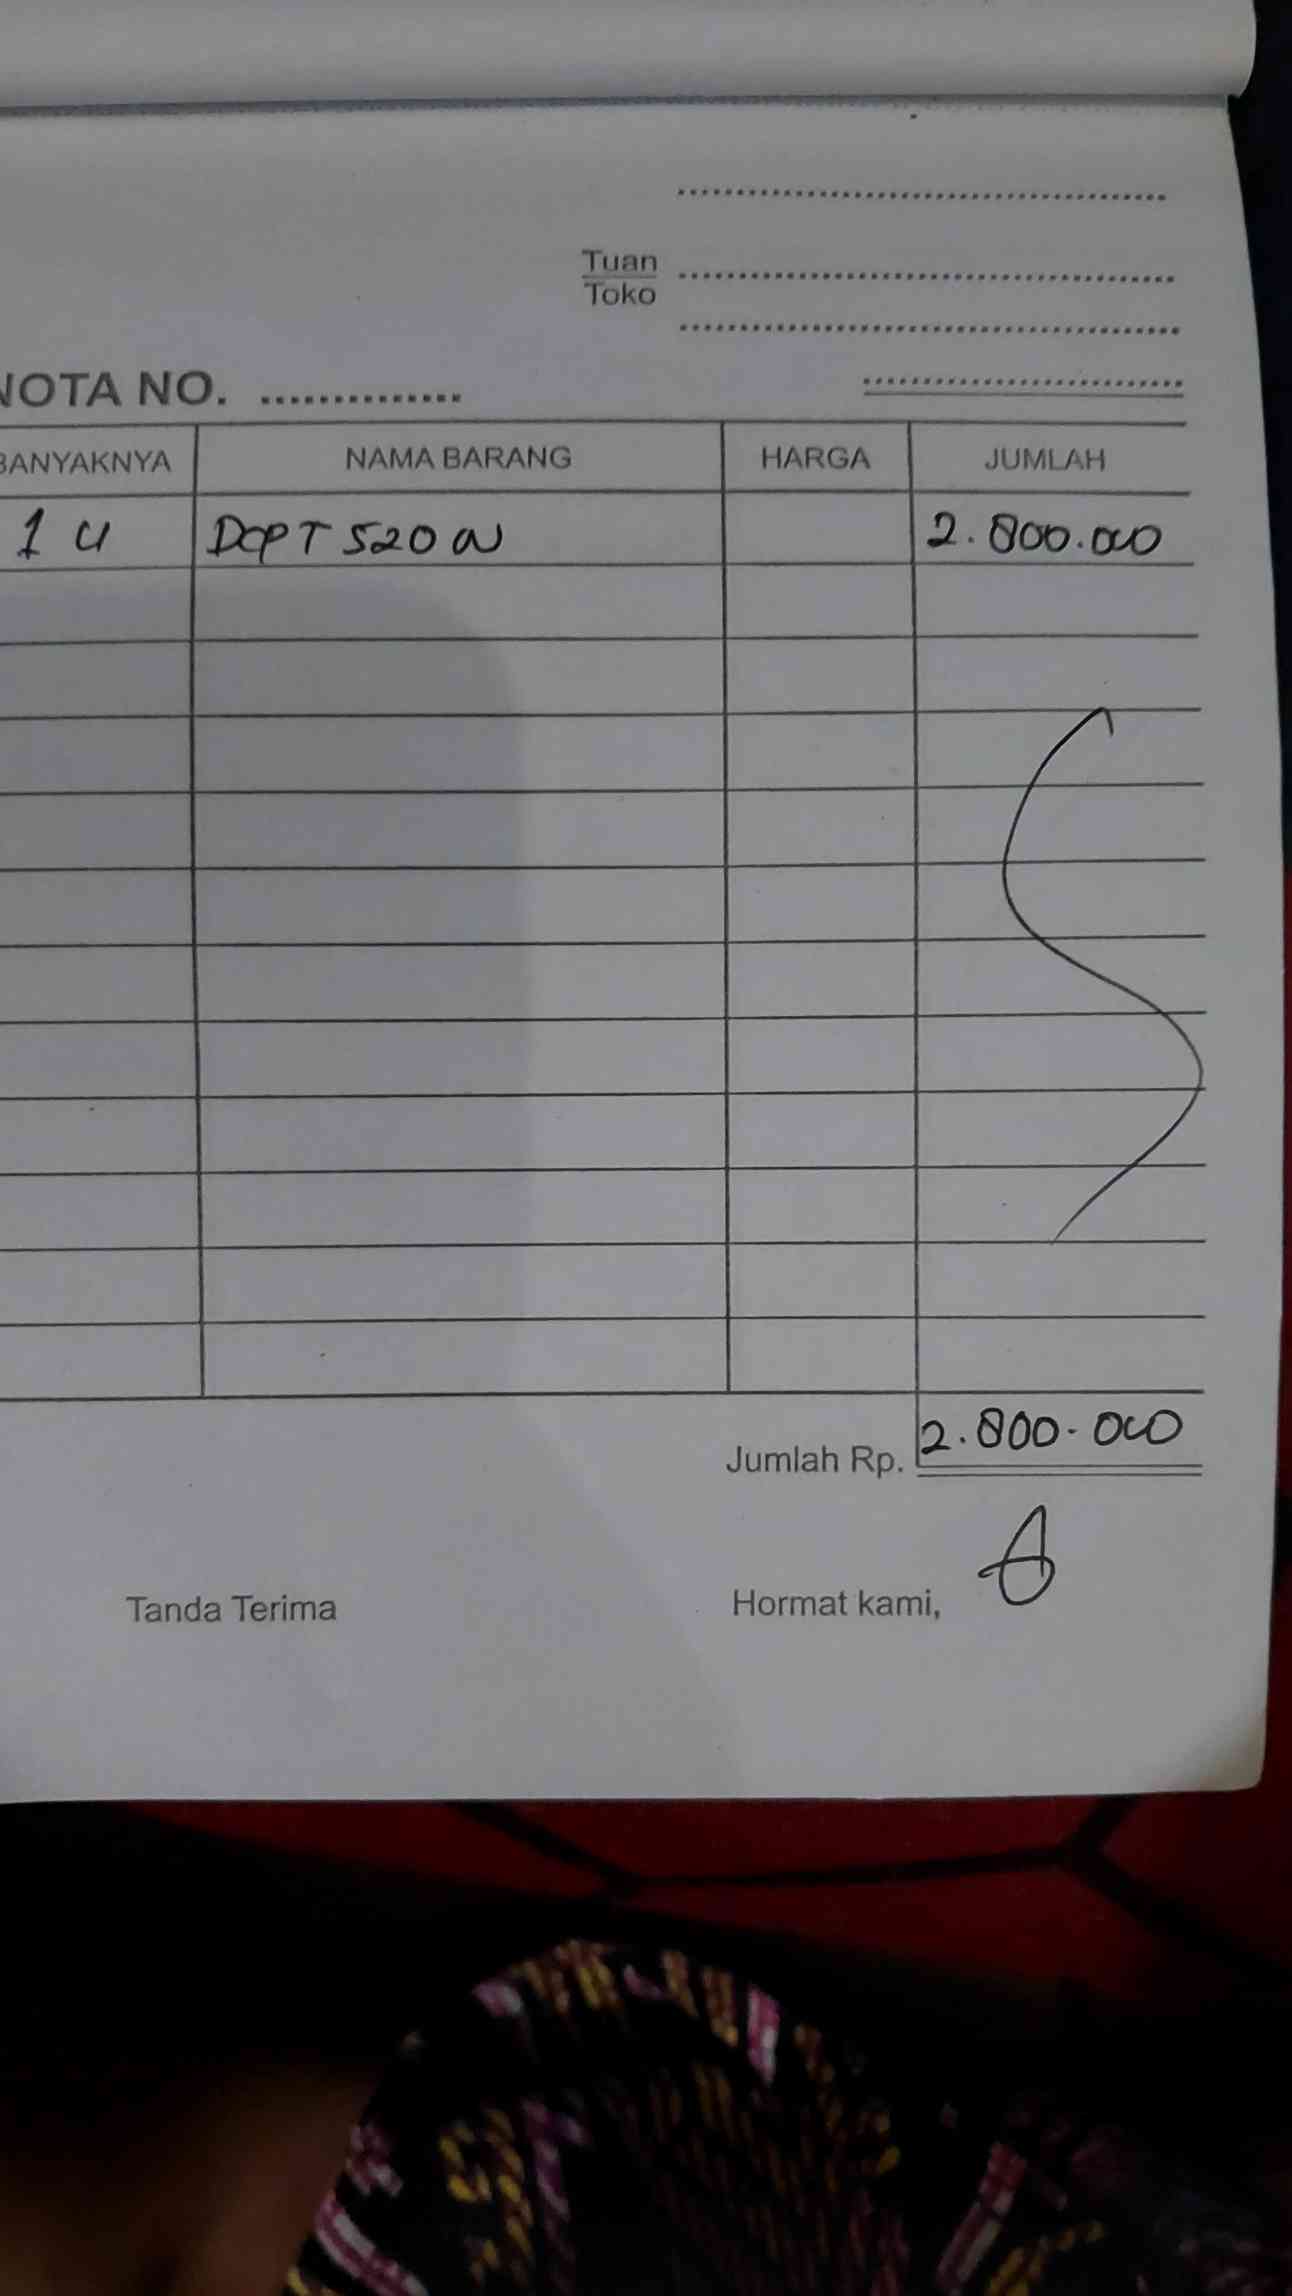 Tuan
Toko
NOTA NO. ..............
BANYAKNYA NAMA BARANG HARGA JUMLAH
1 U DCP T 520 W 2.800.000
Jumlah Rp. 2.800.000
Tanda Terima Hormat kami,